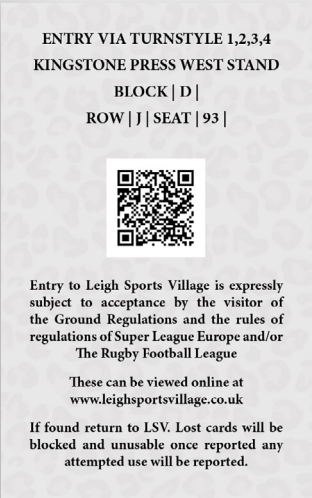 ENTRY VIA TURNSTYLE 1,2,3,4
KINGSTONE PRESS WEST STAND
BLOCK | D |
ROW | J | SEAT | 93 |
Entry to Leigh Sports Village is expressly
subject to acceptance by the visitor of
the Ground Regulations and the rules of
regulations of Super League Europe and/or
The Rugby Football League
These can be viewed online at
www.leighsportsvillage.co.uk
If found return to LSV. Lost cards will be
blocked and unusable once reported any
attempted use will be reported.